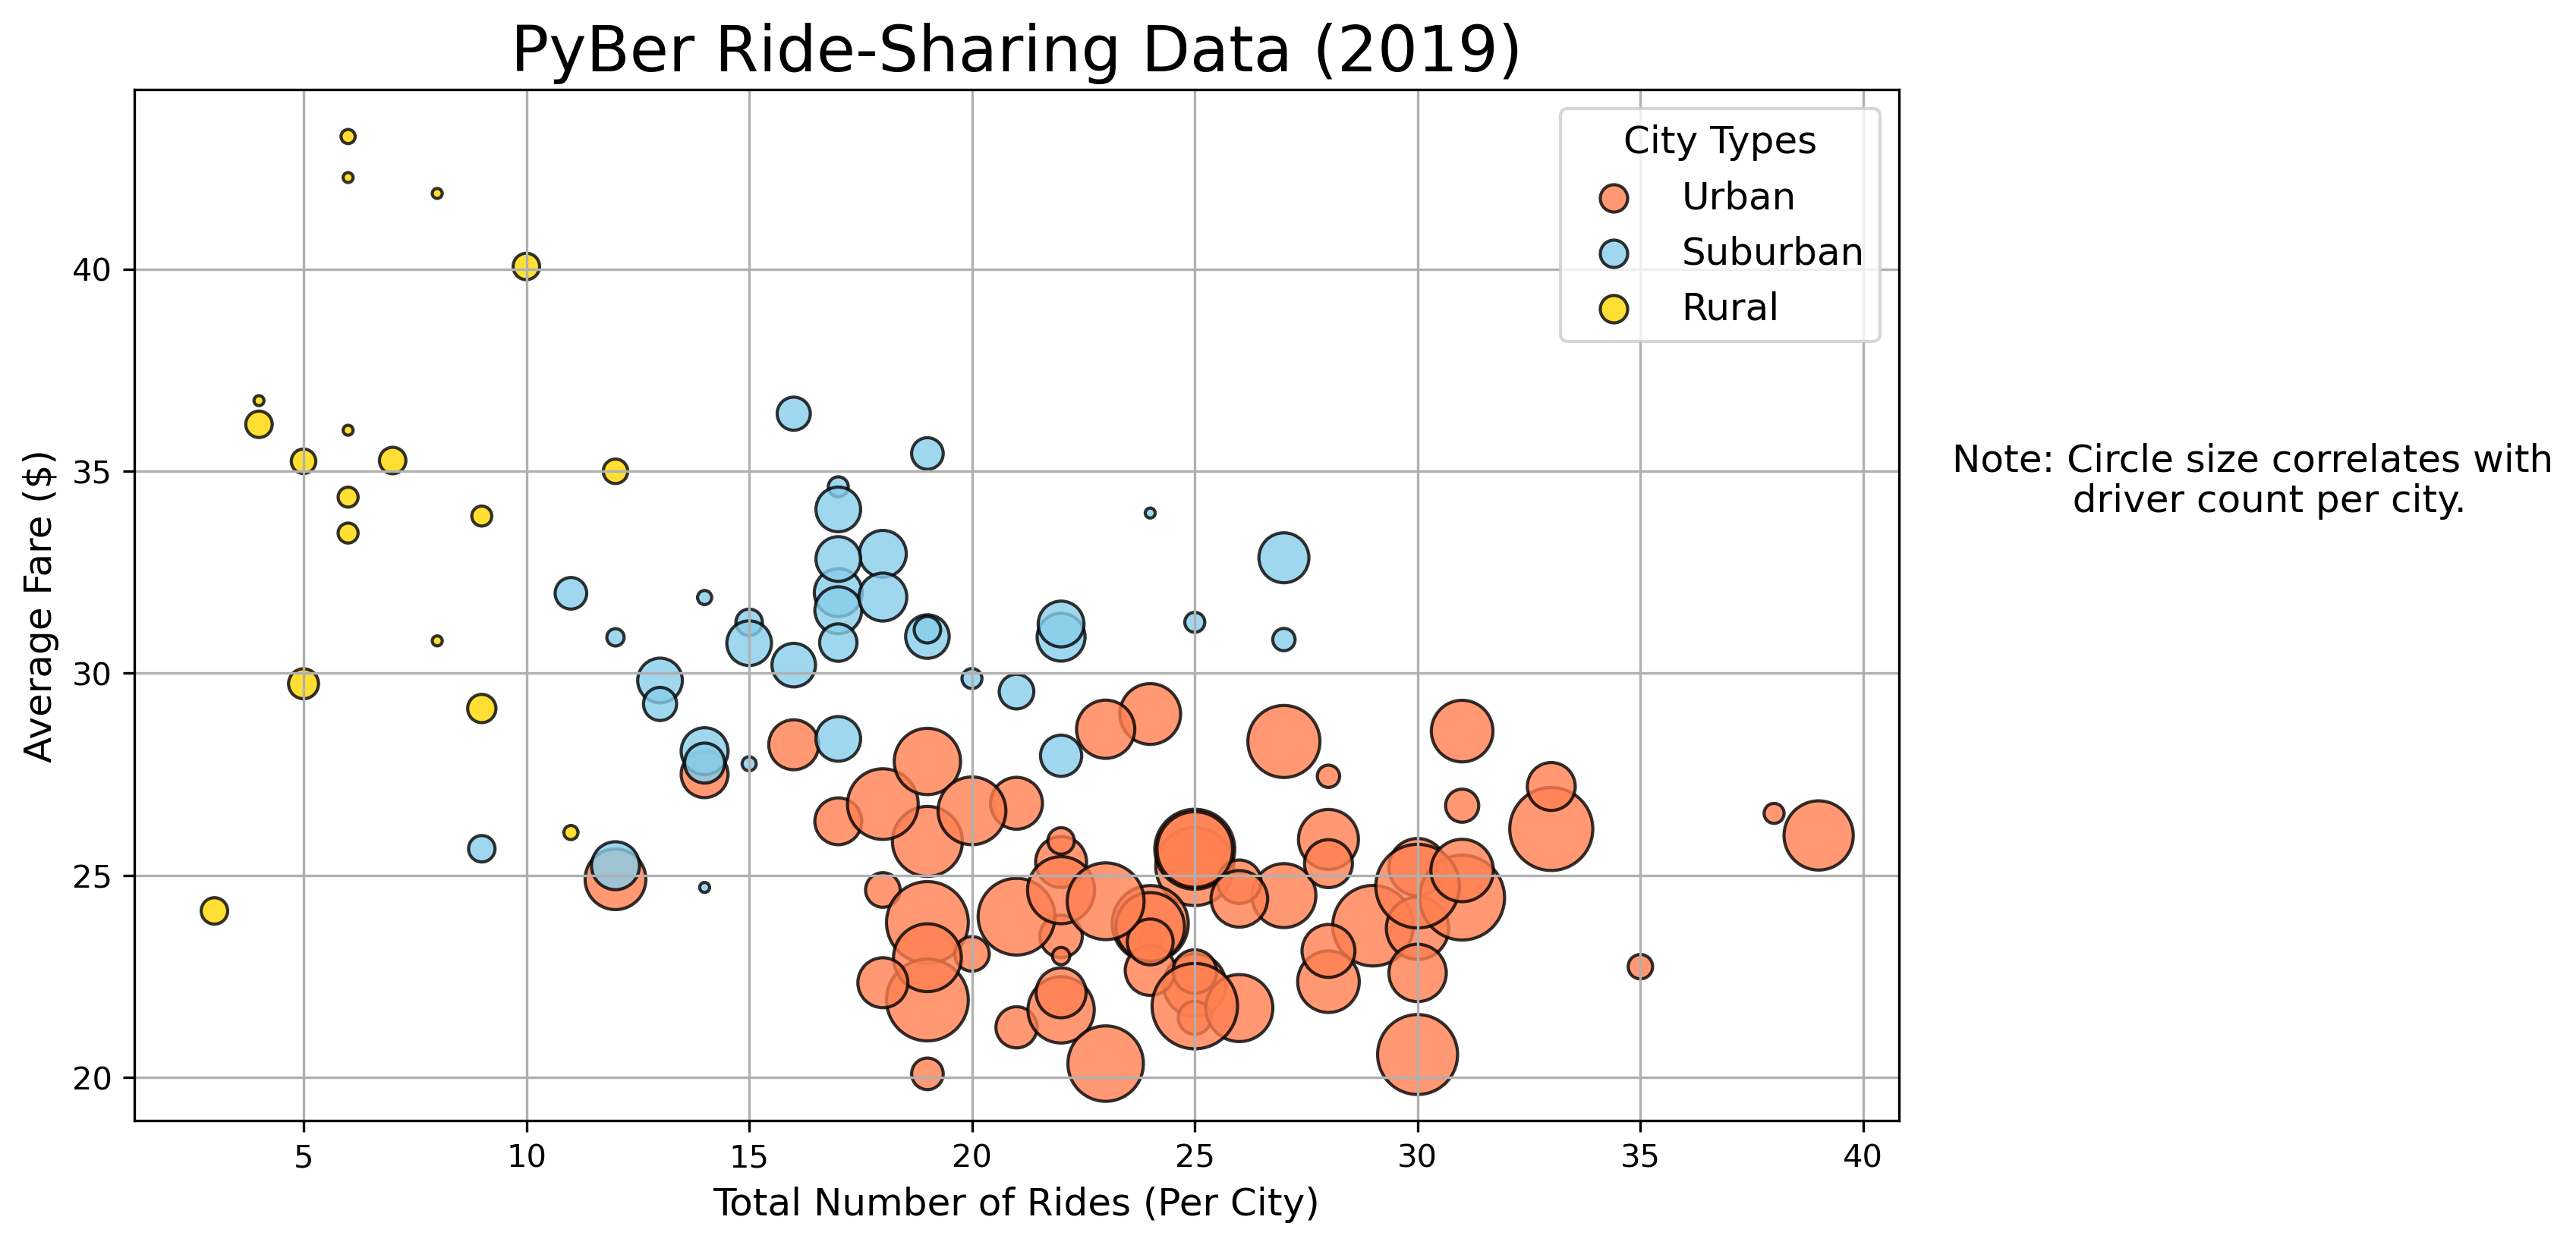 PyBer Ride-Sharing Data (2019)
City Types
Urban
Suburban
Rural
40
35
30
25
20
Average Fare ($)
Note: Circle size correlates with
driver count per city.
5 10 15 20 25 30 35 40
Total Number of Rides (Per City)